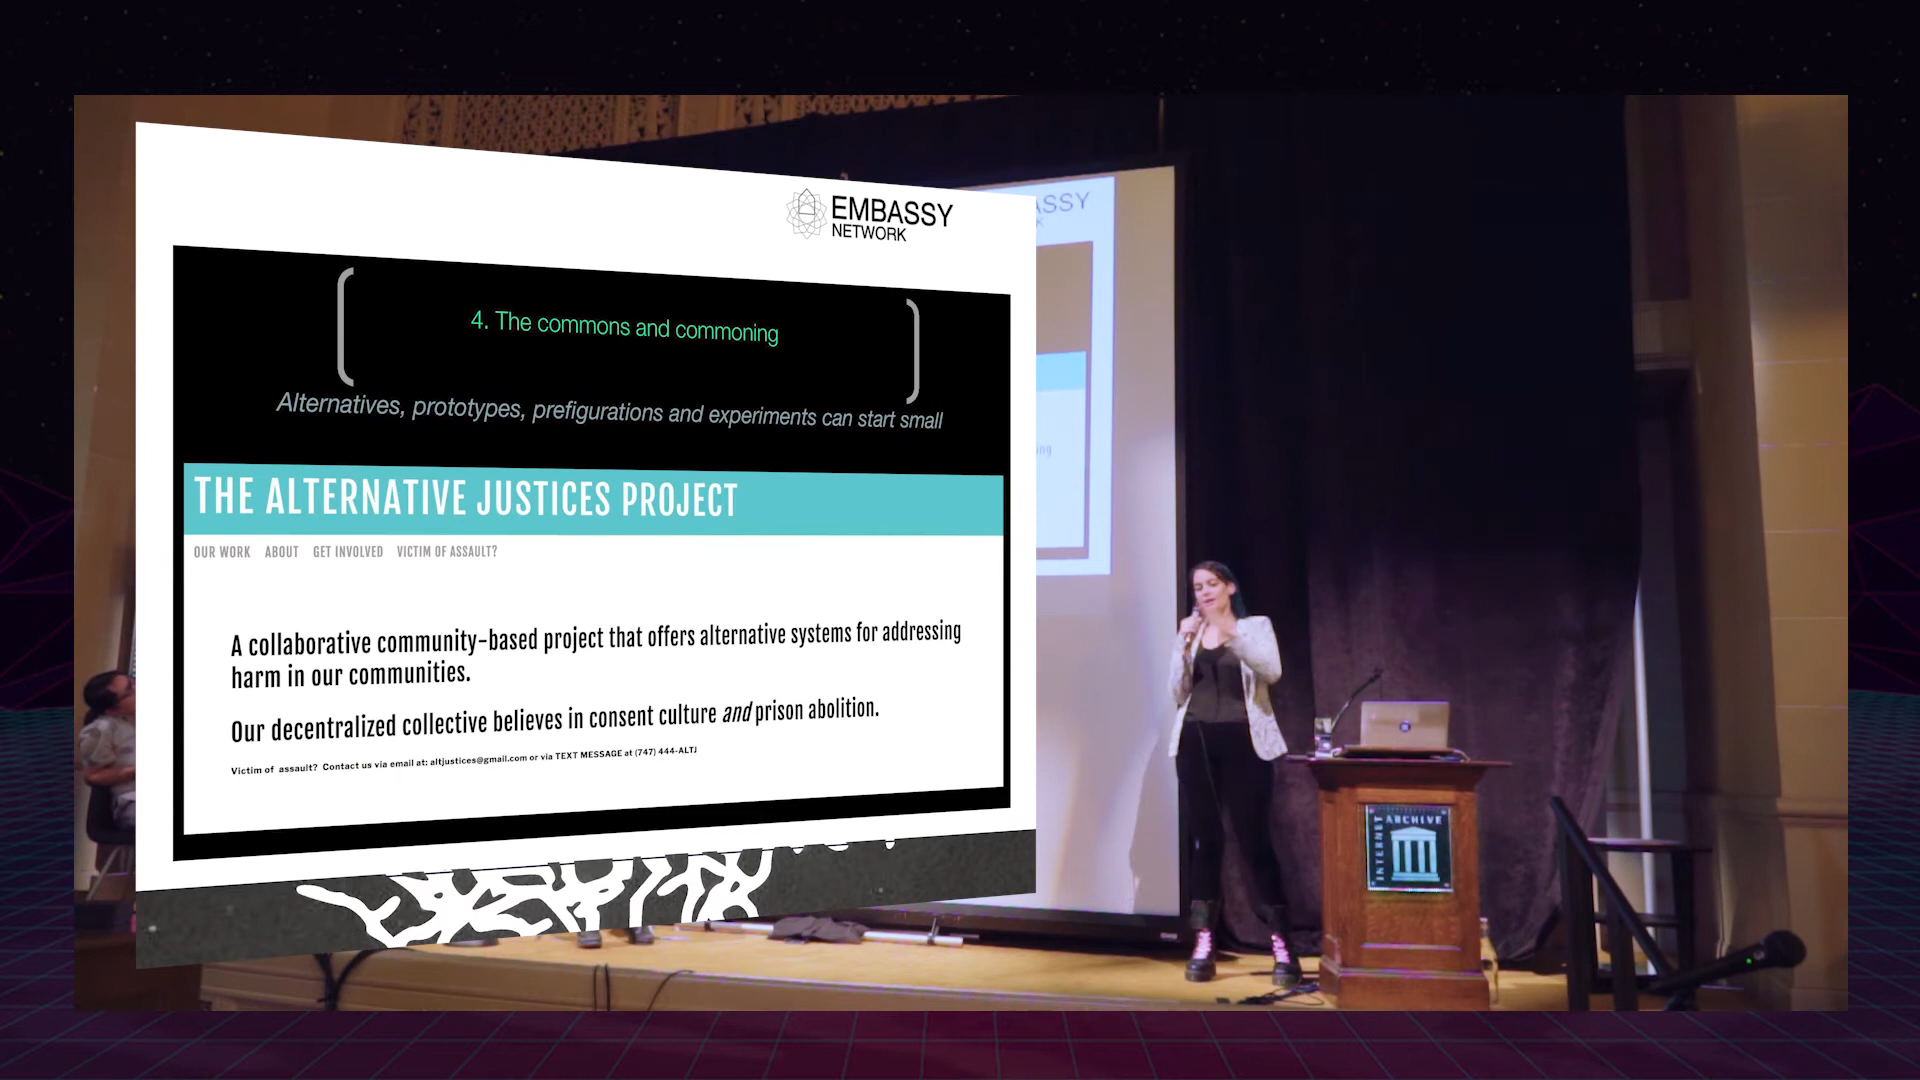 EMBASSY
NETWORK
4. The commons and commoning
Alternatives, prototypes, prefigurations and experiments can start small
THE ALTERNATIVE JUSTICES PROJECT
OUR WORK ABOUT GET INVOLVED VICTIM OF ASSAULT?
A collaborative community-based project that offers alternative systems for addressing
harm in our communities.
Our decentralized collective believes in consent culture and prison abolition.
Victim of assault? Contact us via email at: altjustices@gmail.com or via TEXT MESSAGE at (747) 444-ALTJ
ASSY
K
ing
INTERNET
ARCHIVE